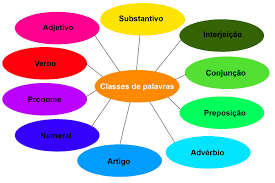 Substantivo
Adjetivo
Interjeição
Verbo
Conjunção
Classes de palavras
Pronome
Preposição
Numeral
Advérbio
Artigo